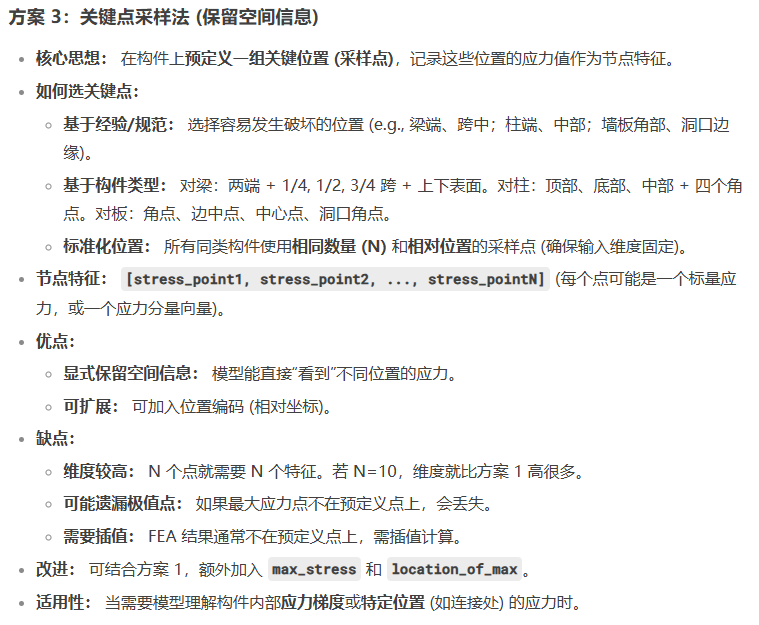 方案 3：关键点采样法 (保留空间信息)
核心思想： 在构件上预定义一组关键位置 (采样点)，记录这些位置的应力值作为节点特征。
如何选关键点：
基于经验/规范： 选择容易发生破坏的位置 (e.g., 梁端、跨中；柱端、中部；墙板角部、洞口边
缘)。
基于构件类型： 对梁：两端 + 1/4, 1/2, 3/4 跨 + 上下表面。对柱：顶部、底部、中部 + 四个角
点。对板：角点、边中点、中心点、洞口角点。
标准化位置： 所有同类构件使用相同数量 (N) 和相对位置的采样点 (确保输入维度固定)。
节点特征： [stress_point1, stress_point2, ..., stress_pointN] (每个点可能是一个标量应
力，或一个应力分量向量)。
优点：
显式保留空间信息： 模型能直接"看到"不同位置的应力。
可扩展： 可加入位置编码 (相对坐标)。
缺点：
维度较高： N 个点就需要 N 个特征。若 N=10，维度就比方案 1 高很多。
可能遗漏极值点： 如果最大应力点不在预定义点上，会丢失。
需要插值： FEA 结果通常不在预定义点上，需插值计算。
改进： 可结合方案 1，额外加入 max_stress 和 location_of_max。
适用性： 当需要模型理解构件内部应力梯度或特定位置 (如连接处) 的应力时。